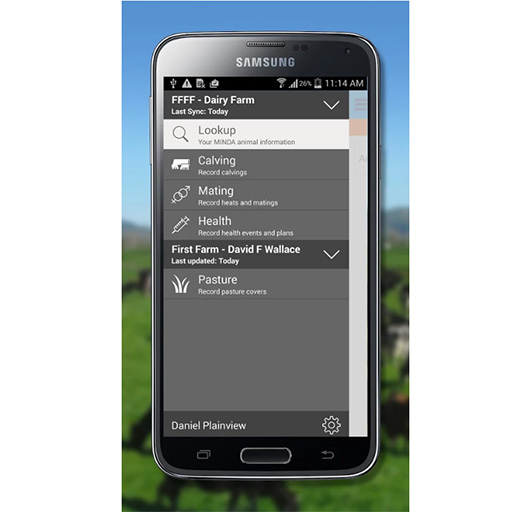 SAMSUNG
26% 11:14 AM
FFFF - Dairy Farm
Last Sync: Today
Lookup
Your MINDA animal information
Calving
Record calvings
Mating
Record heats and matings
Health
Record health events and plans
First Farm - David F Wallace
Last updated: Today
Pasture
Record pasture covers
Daniel Plainview